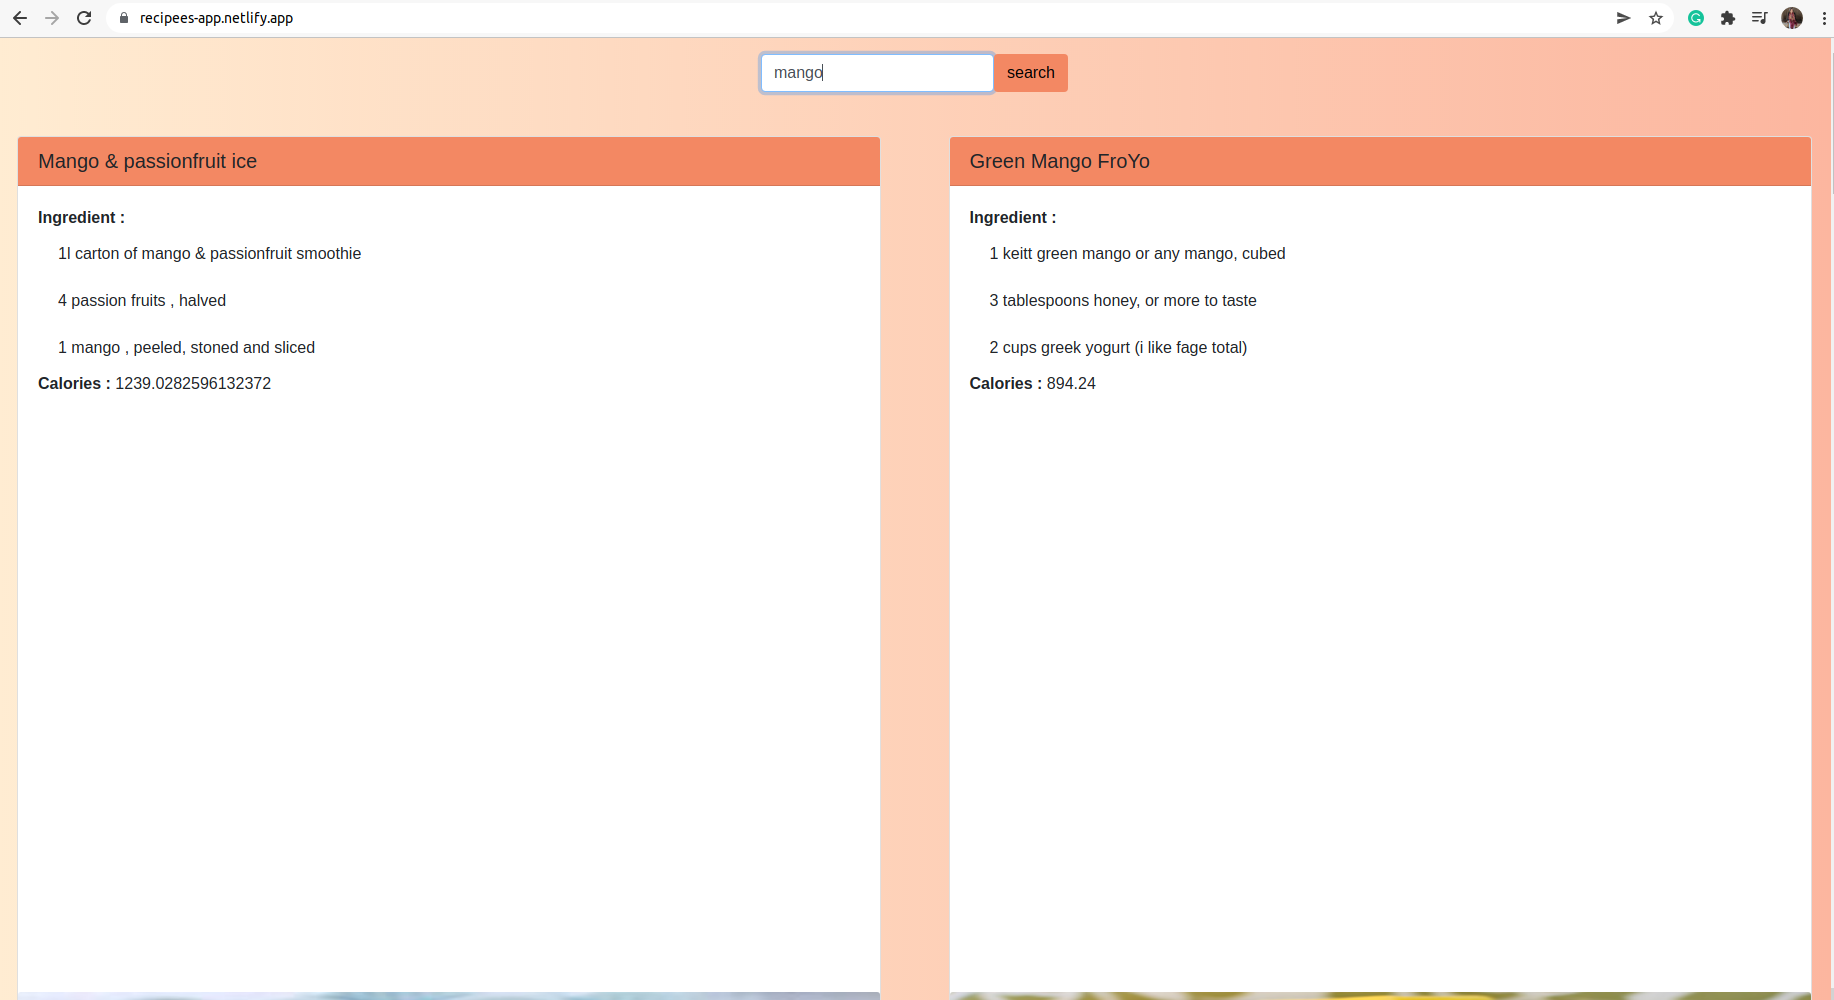 recipees-app.netlify.app
mango
search
Mango & passionfruit ice
Ingredient :
1l carton of mango & passionfruit smoothie
4 passion fruits , halved
1 mango , peeled, stoned and sliced
Calories : 1239.0282596132372
Green Mango FroYo
Ingredient :
1 keitt green mango or any mango, cubed
3 tablespoons honey, or more to taste
2 cups greek yogurt (i like fage total)
Calories : 894.24